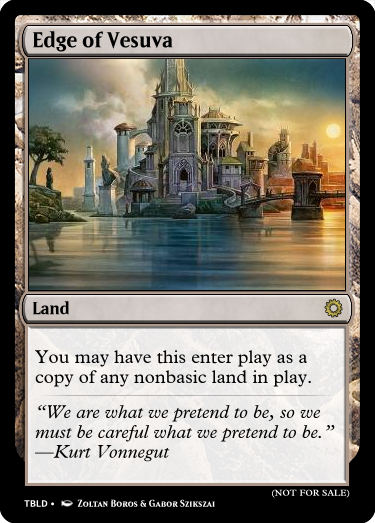 Edge of Vesuva
Land
You may have this enter play as a
copy of any nonbasic land in play.
“We are what we pretend to be, so we
must be careful what we pretend to be.”
—Kurt Vonnegut
(NOT FOR SALE)
TBLD • Zoltan Boros & Gabor Szikszai